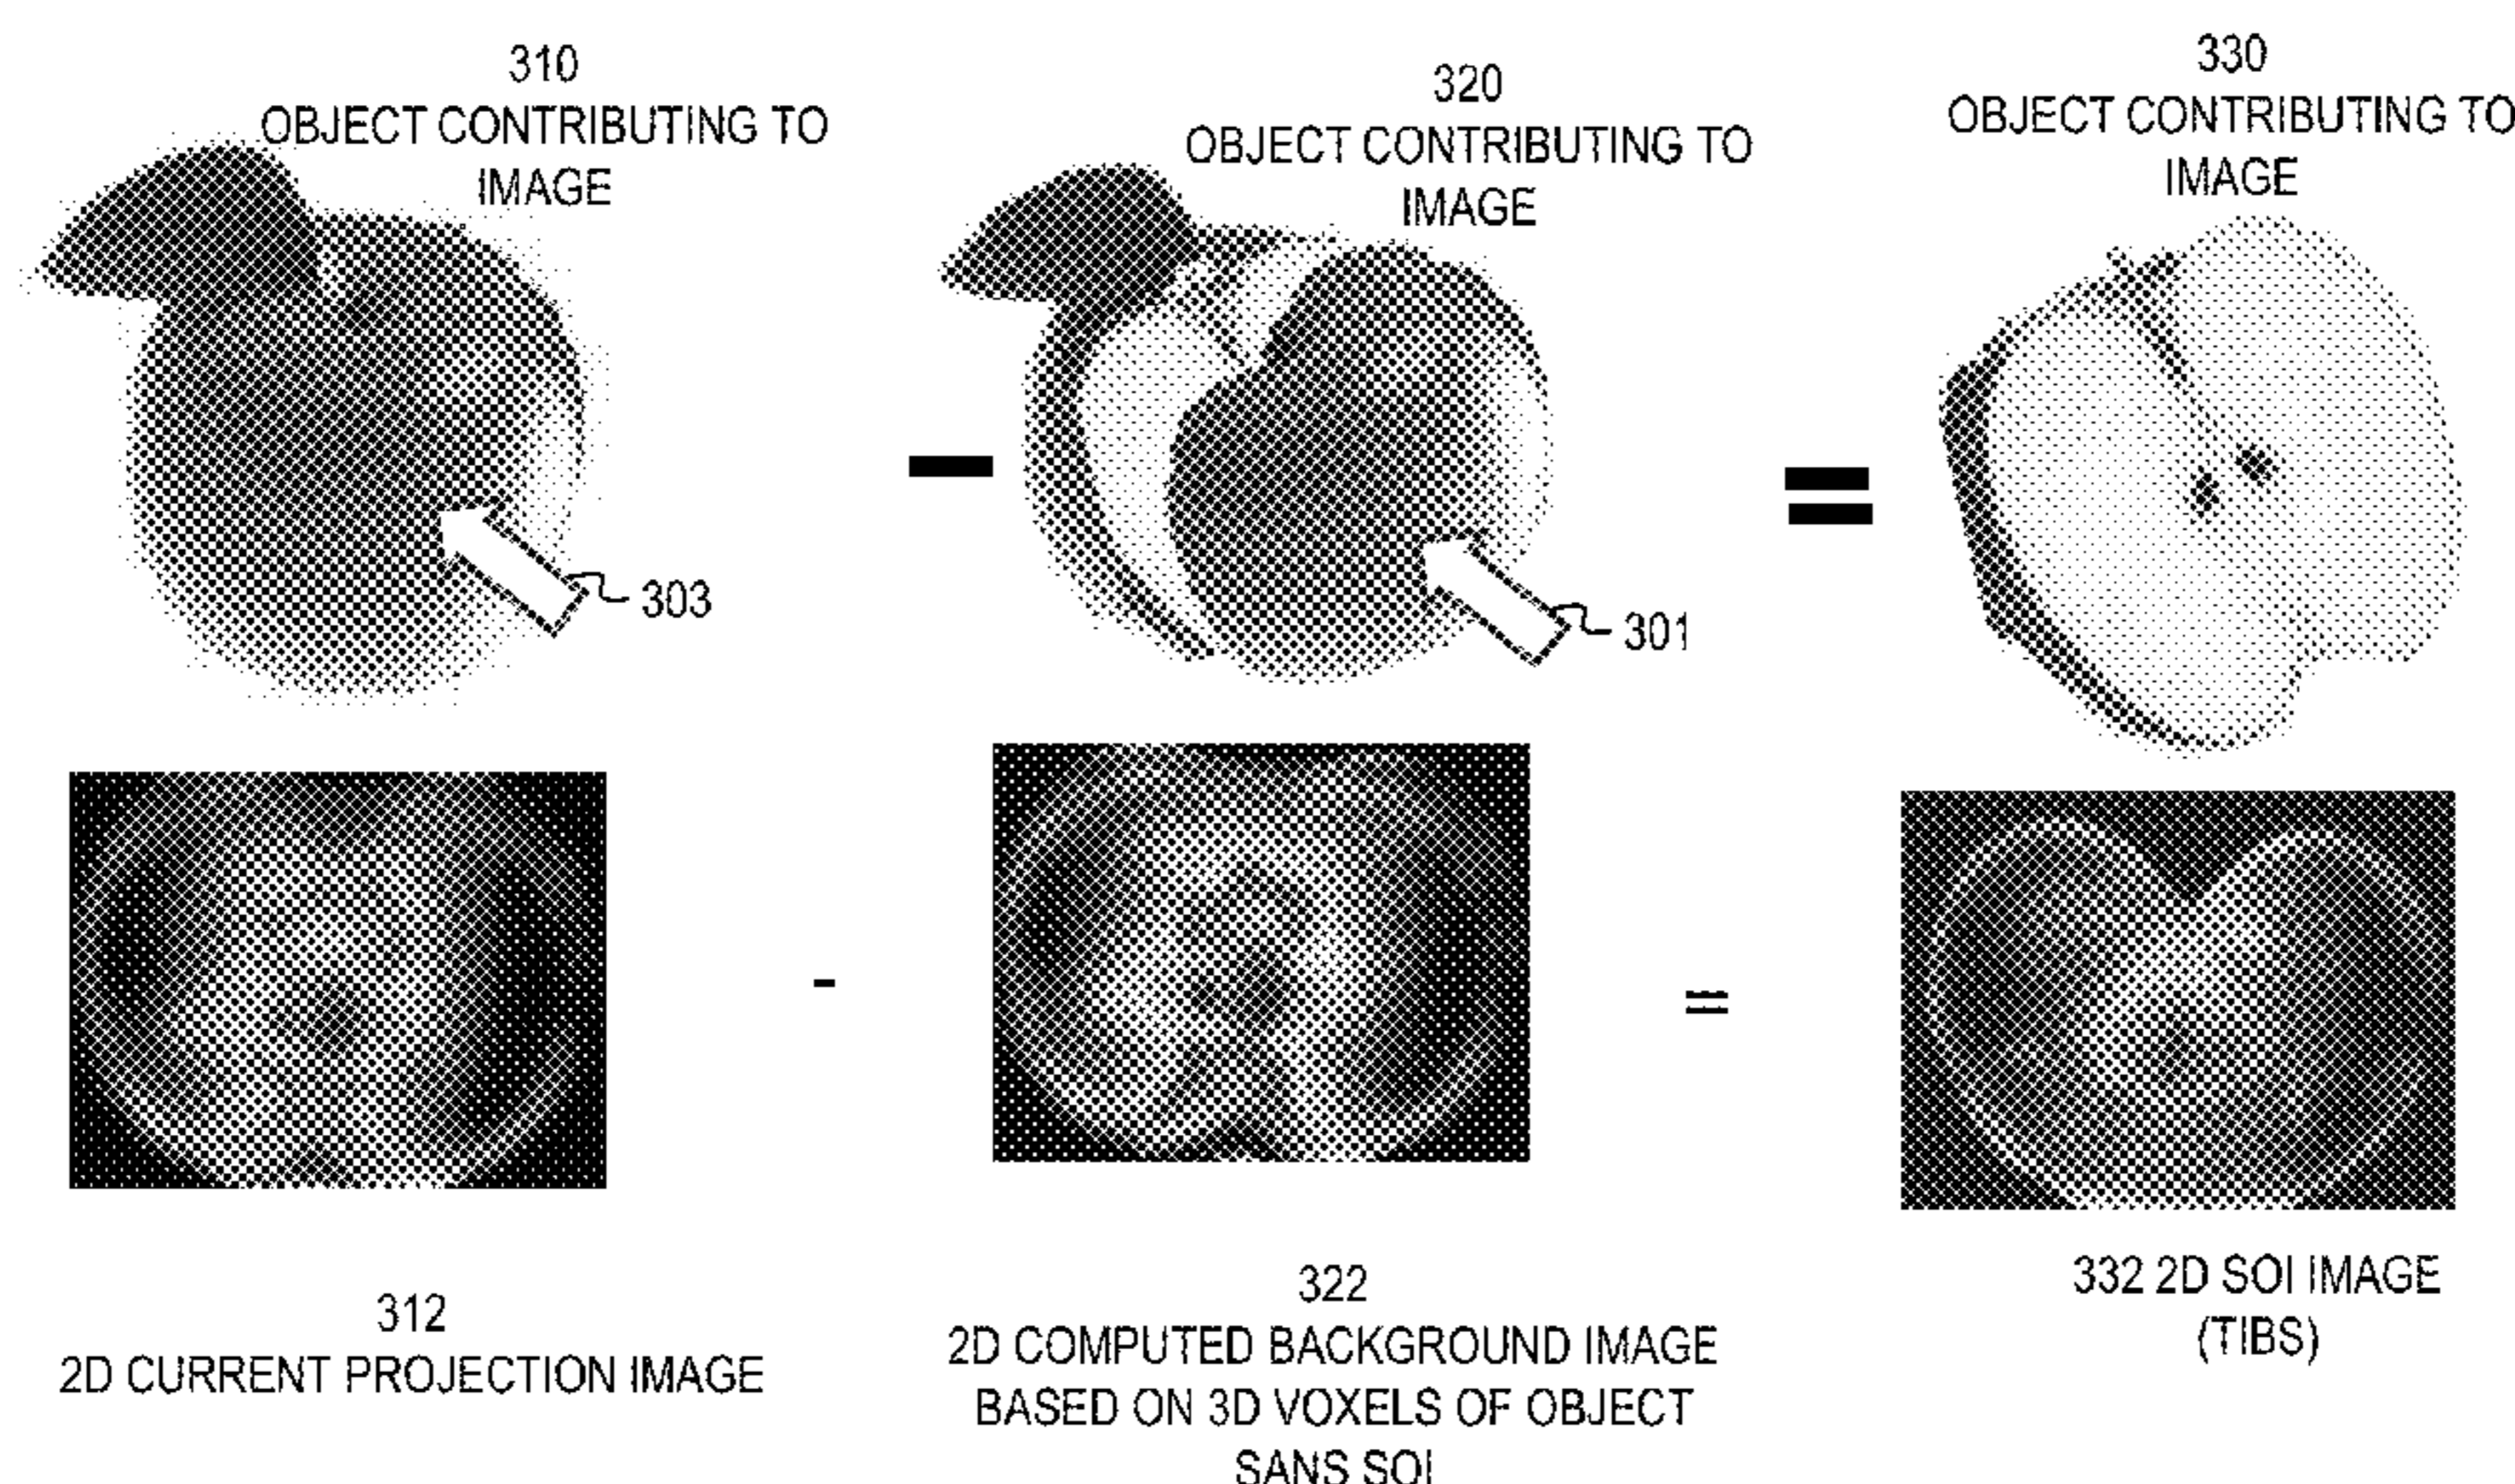 310
OBJECT CONTRIBUTING TO
IMAGE
320
OBJECT CONTRIBUTING TO
IMAGE
330
OBJECT CONTRIBUTING TO
IMAGE
303
301
312
2D CURRENT PROJECTION IMAGE
322
2D COMPUTED BACKGROUND IMAGE
BASED ON 3D VOXELS OF OBJECT
SANS SOI
332 2D SOI IMAGE
(TIBS)